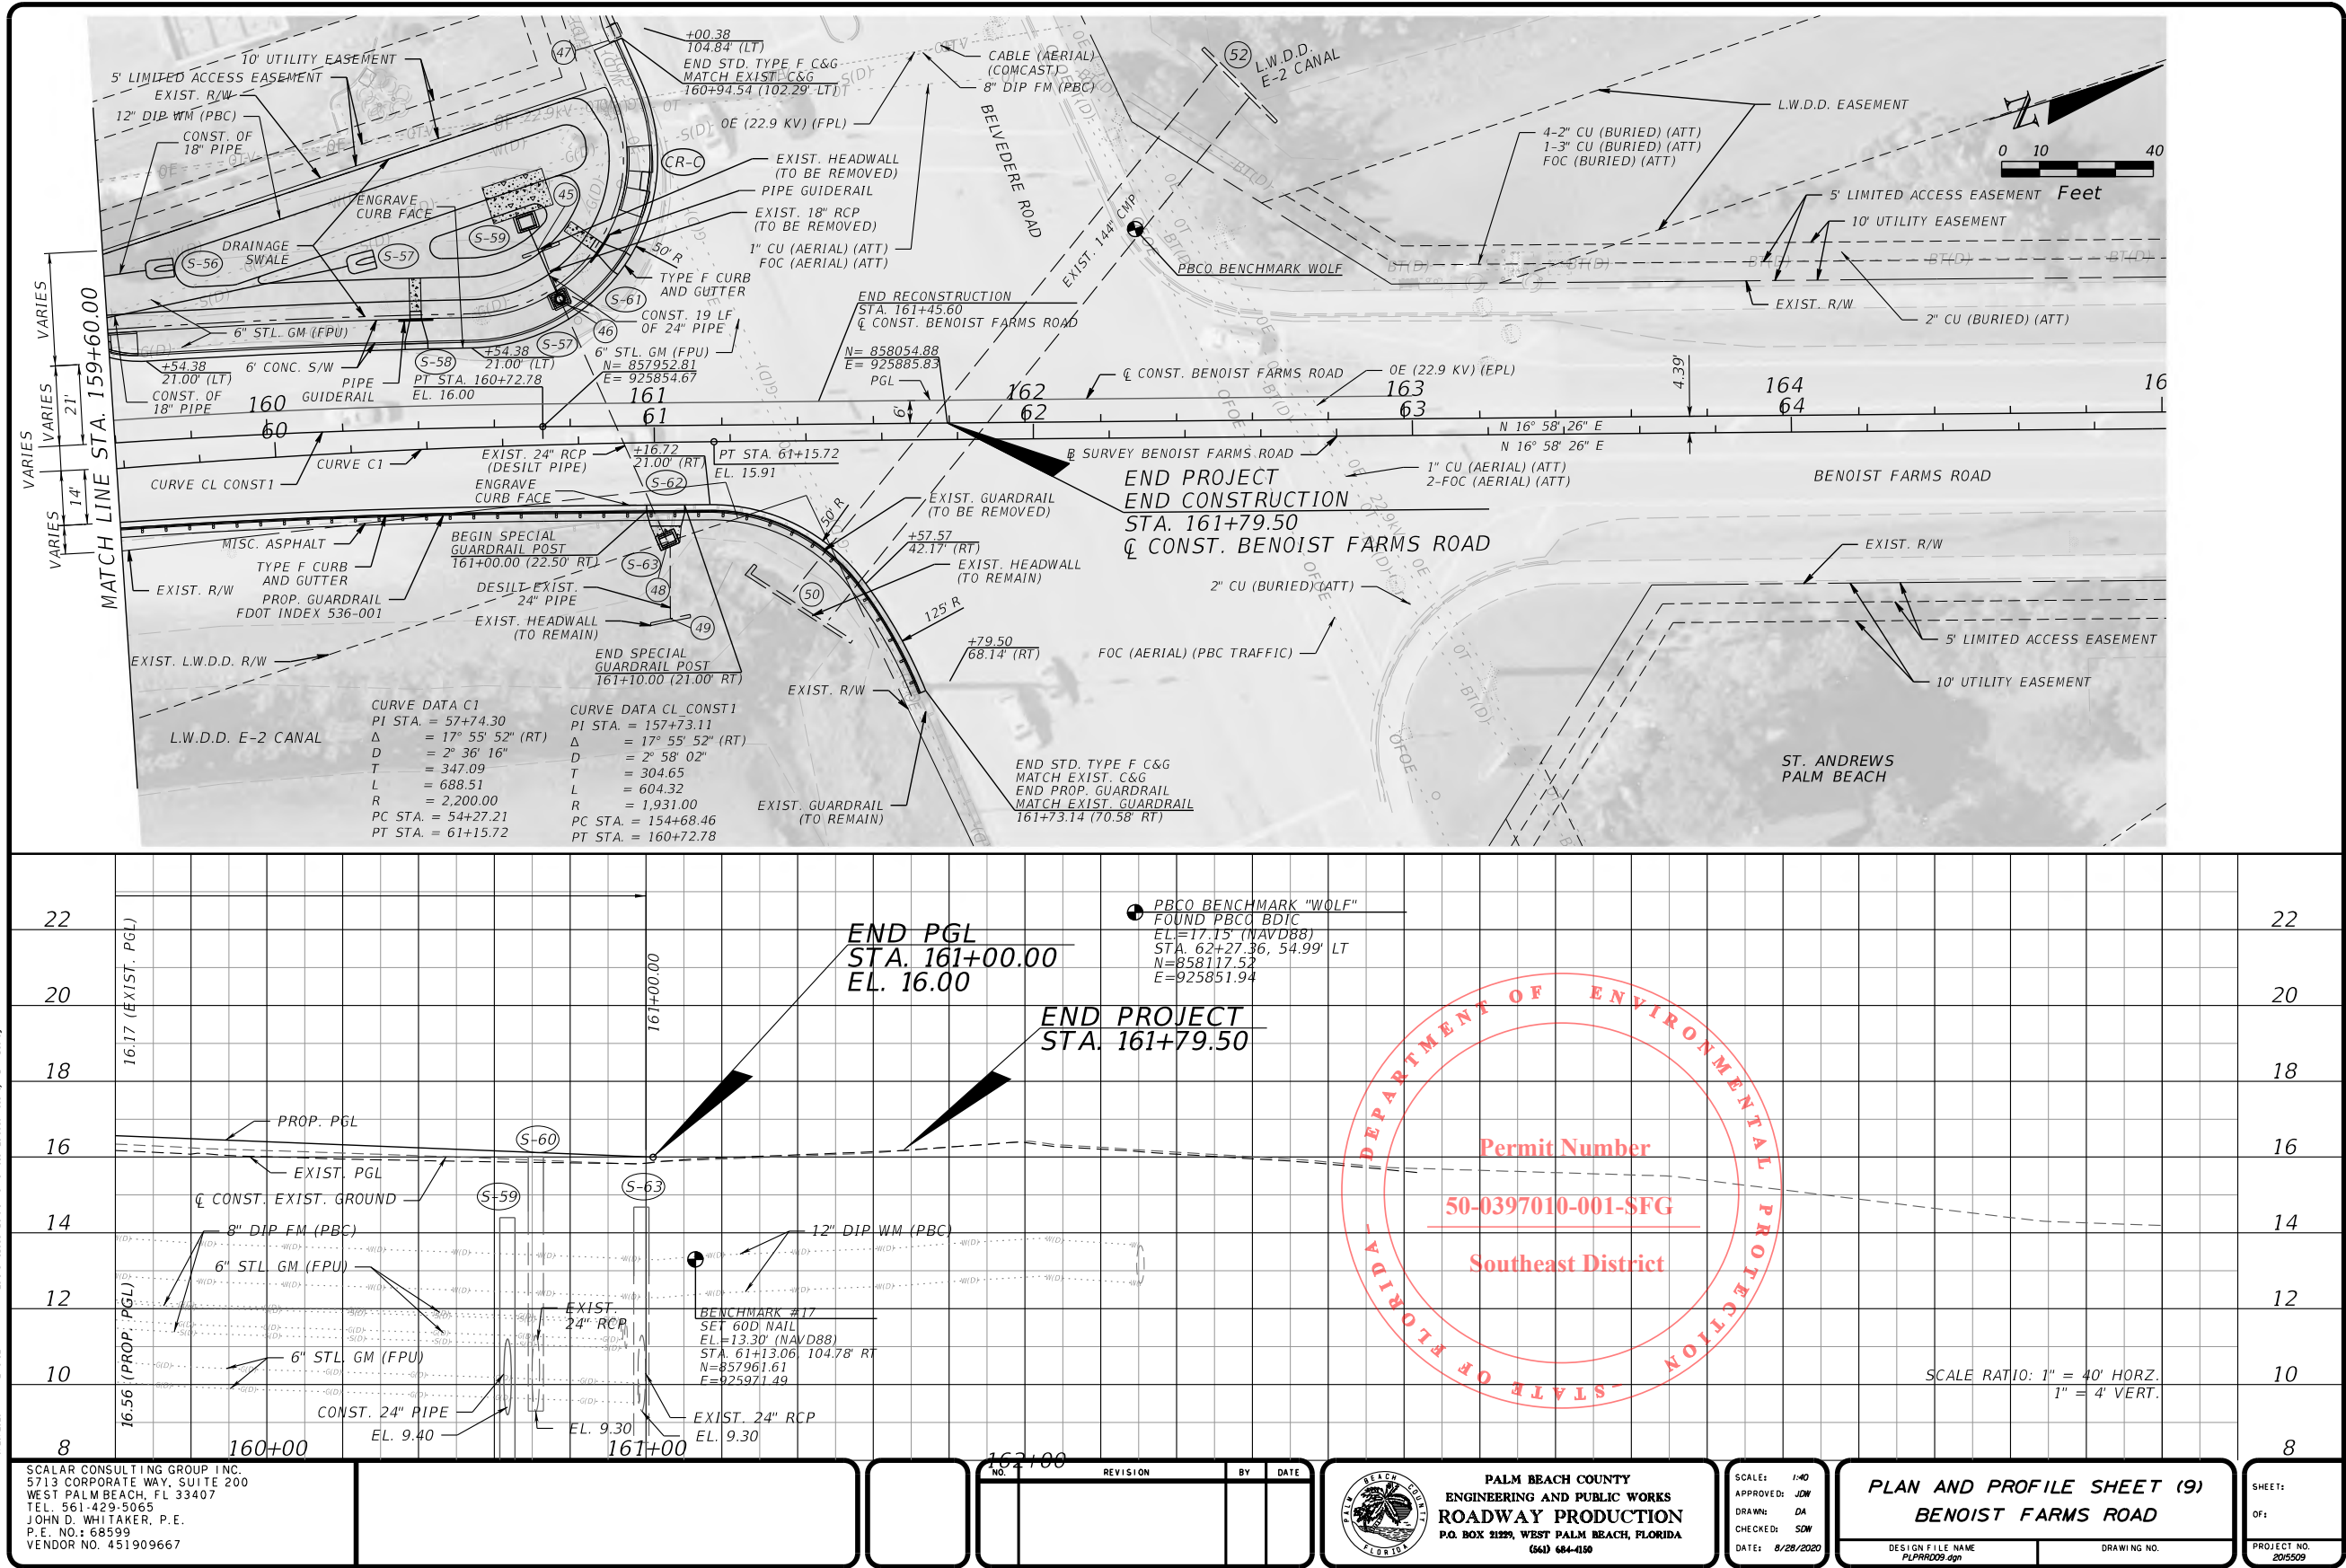 10' UTILITY EASEMENT
5' LIMITED ACCESS EASEMENT
EXIST. R/W
12" DIP WM (PBC)
CONST. OF
18" PIPE
47
+00.38
104.84' (LT)
END STD. TYPE F C&G
MATCH EXIST. C&G
160+94.54 (102.29' LT)
CABLE (AERIAL)
(COMCAST)
8" DIP FM (PBC)
OE (22.9 KV) (FPL)
BELVEDERE ROAD
52
L.W.D.D.
E-2 CANAL
L.W.D.D. EASEMENT
4-2" CU (BURIED) (ATT)
1-3" CU (BURIED) (ATT)
FOC (BURIED) (ATT)
Z
0 10 40
Feet
5' LIMITED ACCESS EASEMENT
10' UTILITY EASEMENT
EXIST. R/W
2" CU (BURIED) (ATT)
CR-C
EXIST. HEADWALL
(TO BE REMOVED)
PIPE GUIDERAIL
EXIST. 18" RCP
(TO BE REMOVED)
1" CU (AERIAL) (ATT)
FOC (AERIAL) (ATT)
45
ENGRAVE
CURB FACE
S-59
S-57
S-56
DRAINAGE
SWALE
50' R
TYPE F CURB
AND GUTTER
S-61
46
CONST. 19 LF
OF 24" PIPE
EXIST. 144" CMP
PBCO BENCHMARK WOLF
END RECONSTRUCTION
STA. 161+45.60
℄ CONST. BENOIST FARMS ROAD
VARIES
VARIES
VARIES
VARIES
21'
14'
MATCH LINE STA. 159+60.00
6" STL. GM (FPU)
6' CONC. S/W
+54.38
21.00' (LT)
CONST. OF
18" PIPE
PIPE
GUIDERAIL
S-58
+54.38
21.00' (LT)
S-57
PT STA. 160+72.78
EL. 16.00
6" STL. GM (FPU)
N= 857952.81
E= 925854.67
N= 858054.88
E= 925885.83
PGL
6'
℄ CONST. BENOIST FARMS ROAD
OE (22.9 KV) (FPL)
4.39'
160 161 162 163 164 16
60 61 62 63 64
N 16° 58' 26" E
N 16° 58' 26" E
CURVE C1
CURVE CL CONST1
EXIST. 24" RCP
(DESILT PIPE)
+16.72
21.00' (RT)
PT STA. 61+15.72
EL. 15.91
S-62
ENGRAVE
CURB FACE
B SURVEY BENOIST FARMS ROAD
END PROJECT
END CONSTRUCTION
STA. 161+79.50
℄ CONST. BENOIST FARMS ROAD
1" CU (AERIAL) (ATT)
2-FOC (AERIAL) (ATT)
BENOIST FARMS ROAD
EXIST. GUARDRAIL
(TO BE REMOVED)
50' R
+57.57
42.17' (RT)
EXIST. HEADWALL
(TO REMAIN)
MISC. ASPHALT
TYPE F CURB
AND GUTTER
EXIST. R/W
PROP. GUARDRAIL
FDOT INDEX 536-001
BEGIN SPECIAL
GUARDRAIL POST
161+00.00 (22.50' RT)
S-63
48
DESILT EXIST.
24" PIPE
EXIST. HEADWALL
(TO REMAIN)
49
50
125' R
+79.50
68.14' (RT)
EXIST. L.W.D.D. R/W
END SPECIAL
GUARDRAIL POST
161+10.00 (21.00' RT)
EXIST. R/W
2" CU (BURIED) (ATT)
FOC (AERIAL) (PBC TRAFFIC)
EXIST. R/W
5' LIMITED ACCESS EASEMENT
10' UTILITY EASEMENT
L.W.D.D. E-2 CANAL
CURVE DATA C1
PI STA. = 57+74.30
Δ = 17° 55' 52" (RT)
D = 2° 36' 16"
T = 347.09
L = 688.51
R = 2,200.00
PC STA. = 54+27.21
PT STA. = 61+15.72
CURVE DATA CL_CONST1
PI STA. = 157+73.11
Δ = 17° 55' 52" (RT)
D = 2° 58' 02"
T = 304.65
L = 604.32
R = 1,931.00
PC STA. = 154+68.46
PT STA. = 160+72.78
EXIST. GUARDRAIL
(TO REMAIN)
END STD. TYPE F C&G
MATCH EXIST. C&G
END PROP. GUARDRAIL
MATCH EXIST. GUARDRAIL
161+73.14 (70.58' RT)
ST. ANDREWS
PALM BEACH
22 22
20 20
18 18
16 16
14 14
12 12
10 10
8 8
16.17 (EXIST. PGL)
16.56 (PROP. PGL)
161+00.00
END PGL
STA. 161+00.00
EL. 16.00
PBCO BENCHMARK "WOLF"
FOUND PBCO BDIC
EL.=17.15' (NAVD88)
STA. 62+27.36, 54.99' LT
N=858117.52
E=925851.94
END PROJECT
STA. 161+79.50
PROP. PGL
EXIST. PGL
℄ CONST. EXIST. GROUND
S-60
S-59
S-63
8" DIP FM (PBC)
6" STL. GM (FPU)
6" STL. GM (FPU)
12" DIP WM (PBC)
EXIST.
24" RCP
BENCHMARK #17
SET 60D NAIL
EL.=13.30' (NAVD88)
STA. 61+13.06, 104.78' RT
N=857961.61
E=925971.49
CONST. 24" PIPE
EL. 9.40
EL. 9.30
EXIST. 24" RCP
EL. 9.30
160+00 161+00 162+00
DEPARTMENT OF ENVIRONMENTAL PROTECTION
-STATE OF FLORIDA-
Permit Number
50-0397010-001-SFG
Southeast District
SCALE RATIO: 1" = 40' HORZ.
1" = 4' VERT.
SCALAR CONSULTING GROUP INC.
5713 CORPORATE WAY, SUITE 200
WEST PALM BEACH, FL 33407
TEL. 561-429-5065
JOHN D. WHITAKER, P.E.
P.E. NO.: 68599
VENDOR NO. 451909667
NO. REVISION BY DATE
PALM BEACH COUNTY
FLORIDA
PALM BEACH COUNTY
ENGINEERING AND PUBLIC WORKS
ROADWAY PRODUCTION
P.O. BOX 21229, WEST PALM BEACH, FLORIDA
(561) 684-4150
SCALE: 1:40
APPROVED: JDW
DRAWN: DA
CHECKED: SDW
DATE: 8/28/2020
PLAN AND PROFILE SHEET (9)
BENOIST FARMS ROAD
DESIGN FILE NAME
PLPRRD09.dgn
DRAWING NO.
SHEET:
OF:
PROJECT NO.
2015509